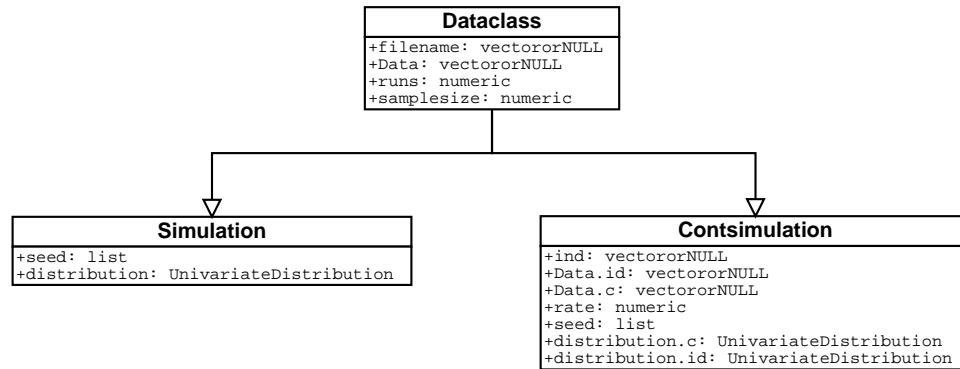 Dataclass
+filename: vectororNULL
+Data: vectororNULL
+runs: numeric
+samplesize: numeric
Simulation
+seed: list
+distribution: UnivariateDistribution
Contsimulation
+ind: vectororNULL
+Data.id: vectororNULL
+Data.c: vectororNULL
+rate: numeric
+seed: list
+distribution.c: UnivariateDistribution
+distribution.id: UnivariateDistribution